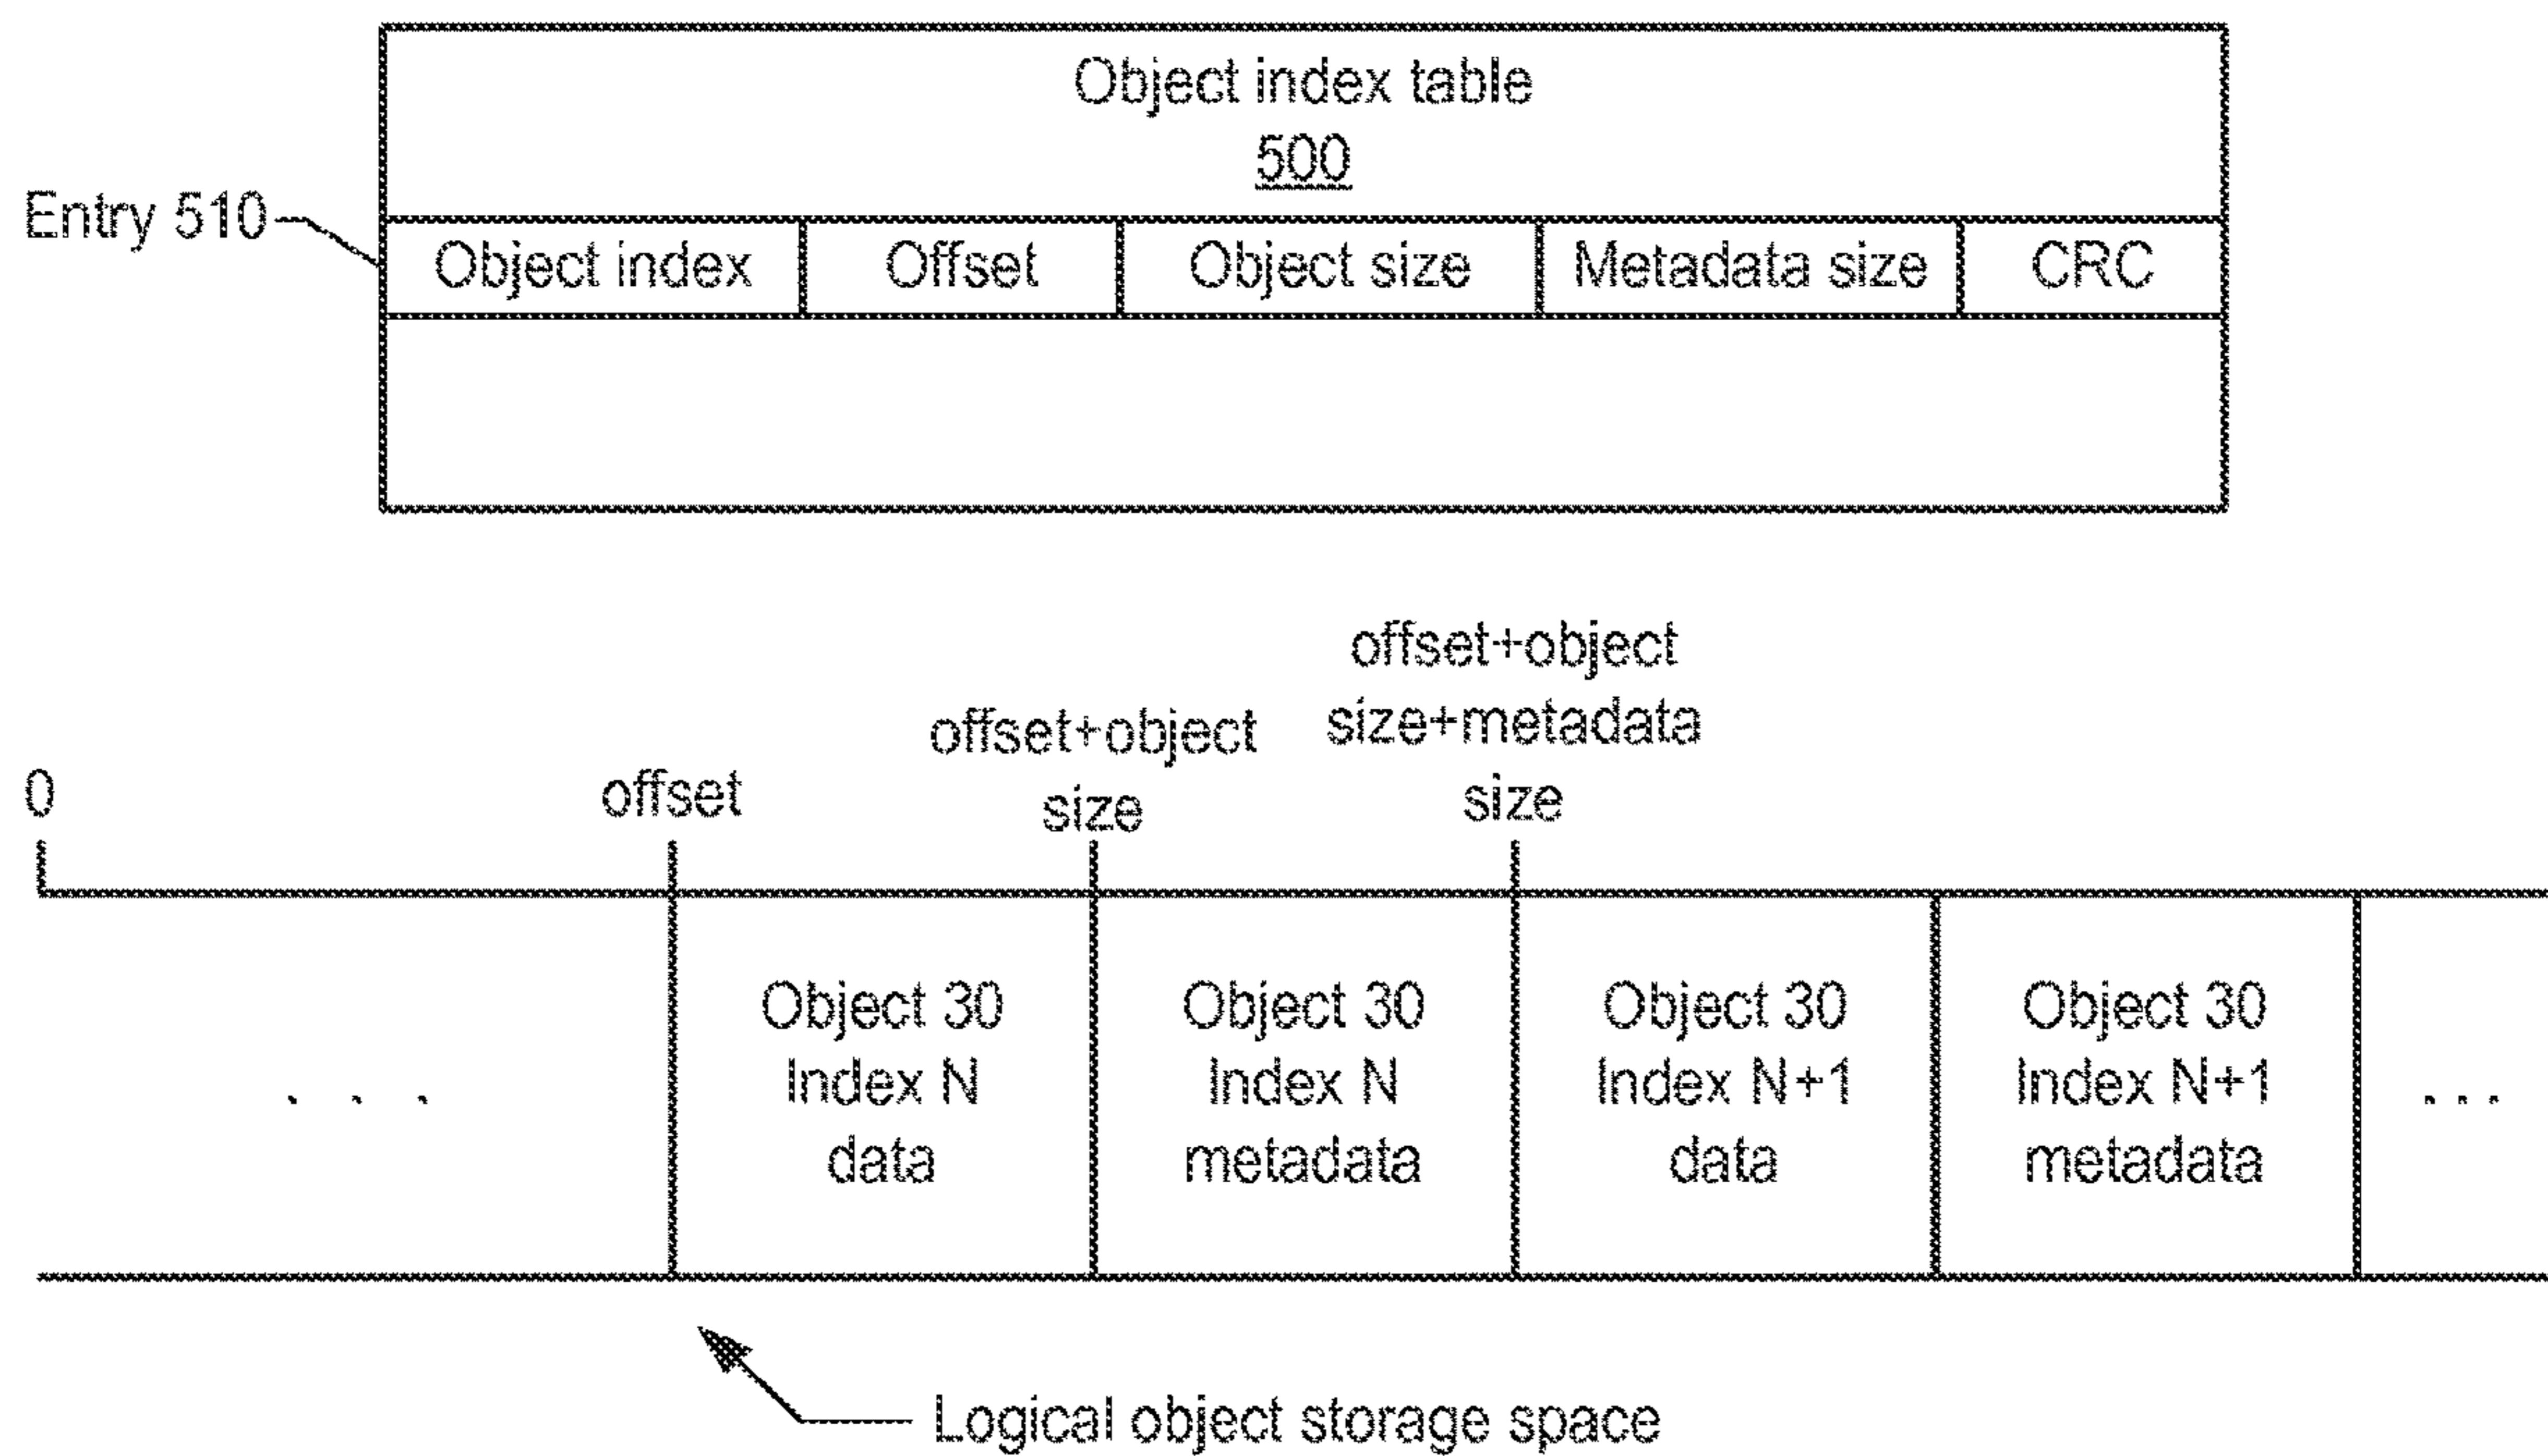 Object index table
500
Entry 510
Object index Offset Object size Metadata size CRC
offset+object
size+metadata
size
offset+object
size
offset
0
. . .
Object 30
Index N
data
Object 30
Index N
metadata
Object 30
Index N+1
data
Object 30
Index N+1
metadata
. . .
Logical object storage space